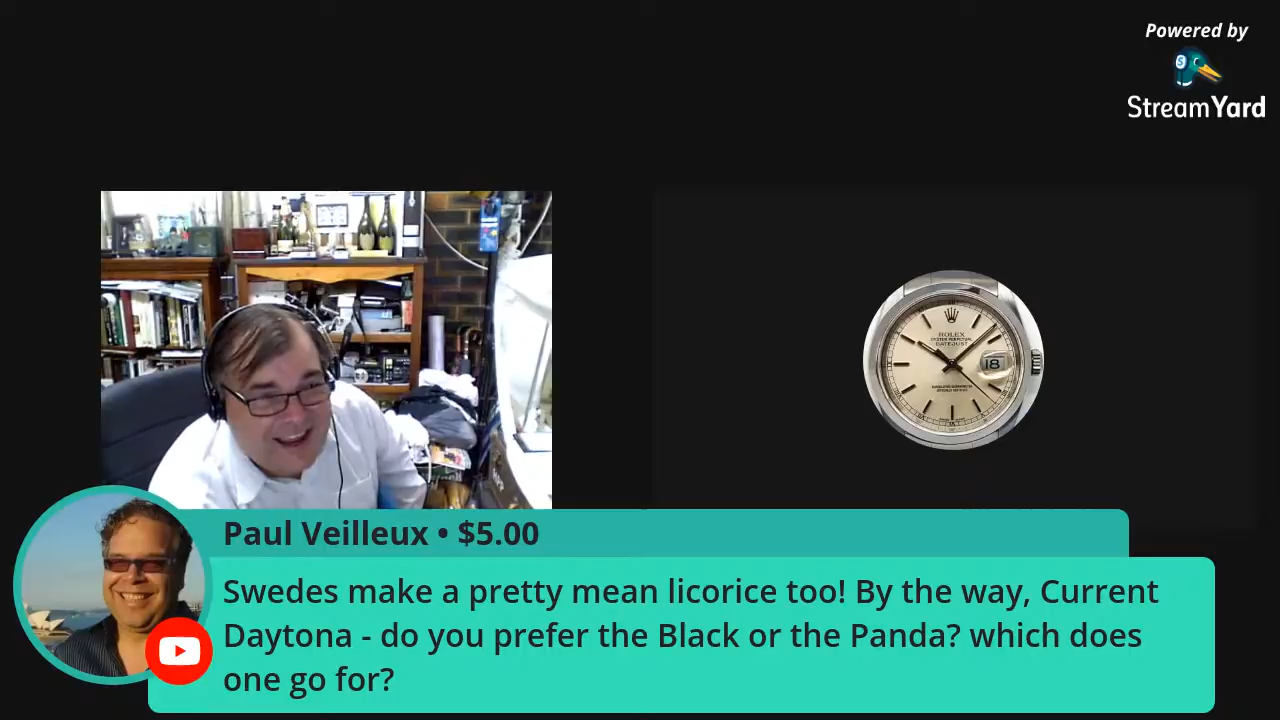 Powered by
StreamYard
ROLEX
OYSTER PERPETUAL
DATEJUST
18
Paul Veilleux • $5.00
Swedes make a pretty mean licorice too! By the way, Current
Daytona - do you prefer the Black or the Panda? which does
one go for?